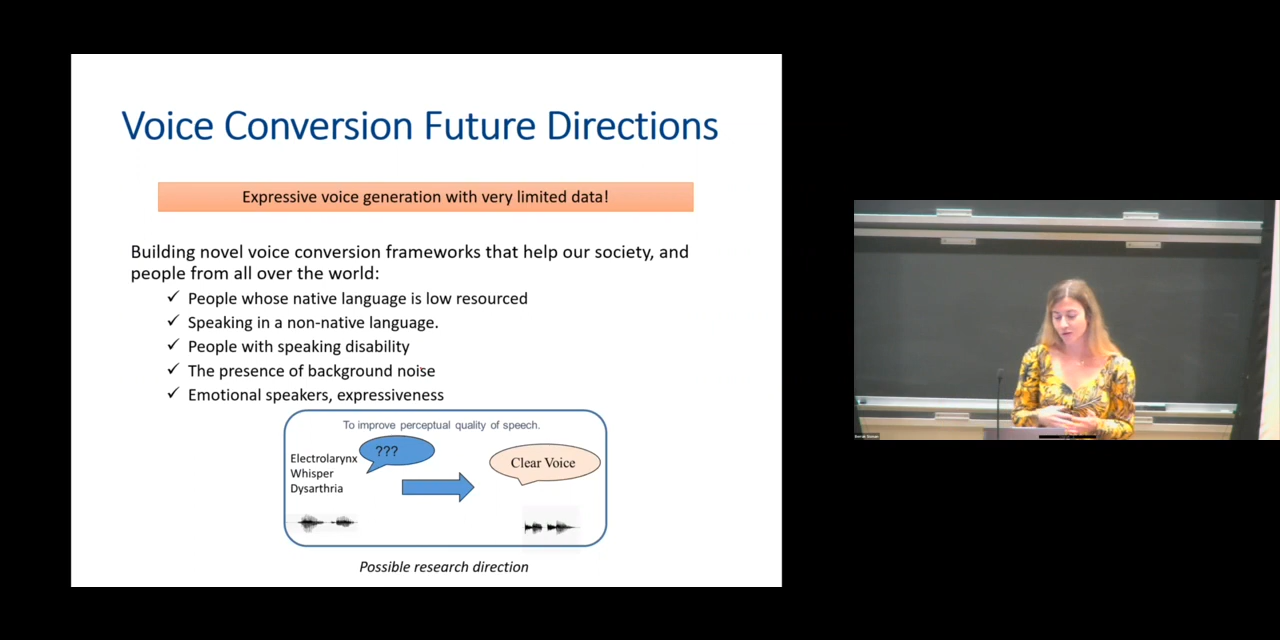 Voice Conversion Future Directions
Expressive voice generation with very limited data!
Building novel voice conversion frameworks that help our society, and
people from all over the world:
✓ People whose native language is low resourced
✓ Speaking in a non-native language.
✓ People with speaking disability
✓ The presence of background noise
✓ Emotional speakers, expressiveness
To improve perceptual quality of speech.
???
Electrolarynx
Whisper
Dysarthria
Clear Voice
Possible research direction